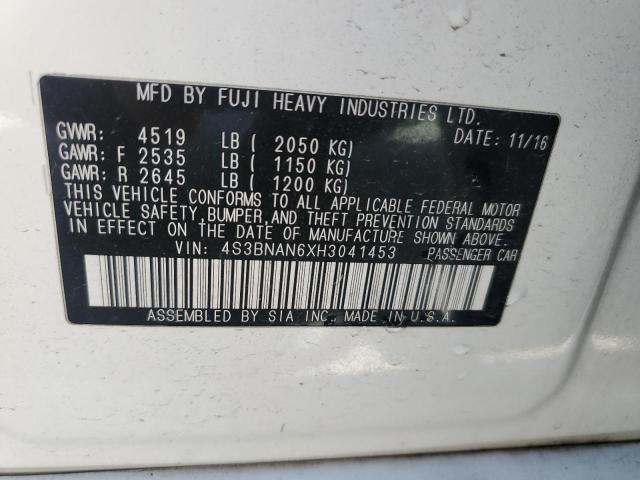 MFD BY FUJI HEAVY INDUSTRIES LTD.
GVWR: 4519 LB ( 2050 KG) DATE: 11/16
GAWR: F 2535 LB ( 1150 KG)
GAWR: R 2645 LB ( 1200 KG)
THIS VEHICLE CONFORMS TO ALL APPLICABLE FEDERAL MOTOR
VEHICLE SAFETY, BUMPER, AND THEFT PREVENTION STANDARDS
IN EFFECT ON THE DATE OF MANUFACTURE SHOWN ABOVE.
VIN: 4S3BNAN6XH3041453 PASSENGER CAR
ASSEMBLED BY SIA INC. MADE IN U.S.A.